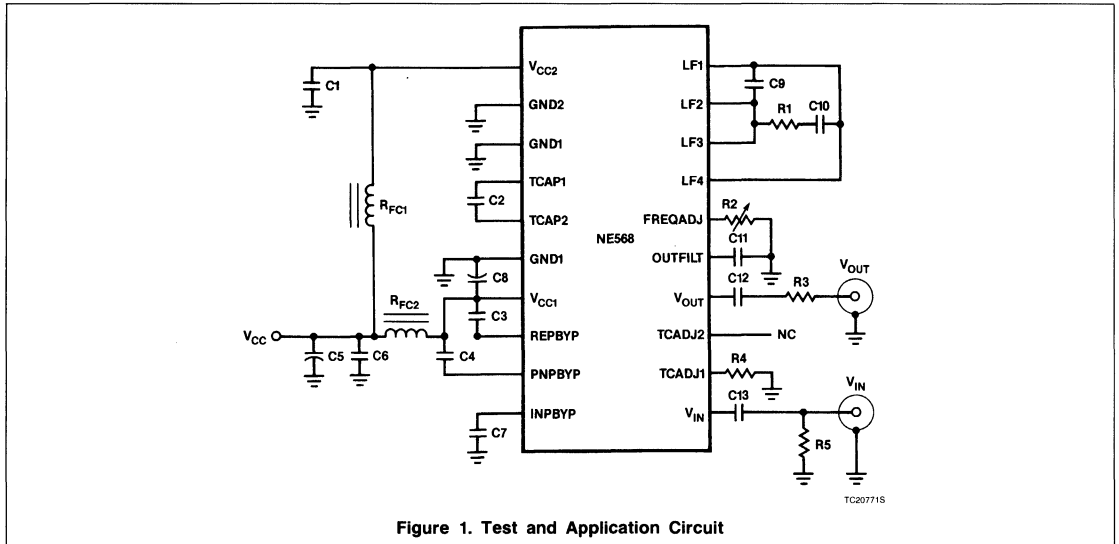 VCC2
C1
GND2
GND1
TCAP1
C2
TCAP2
RFC1
GND1
C8
RFC2
VCC1
C3
VCC
REPBYP
C5
C6
C4
PNPBYP
INPBYP
C7
NE568
LF1
C9
LF2
R1
C10
LF3
LF4
R2
FREQADJ
C11
OUTFILT
C12
VOUT
VOUT
R3
TCADJ2
NC
R4
TCADJ1
VIN
C13
VIN
R5
TC20771S
Figure 1. Test and Application Circuit